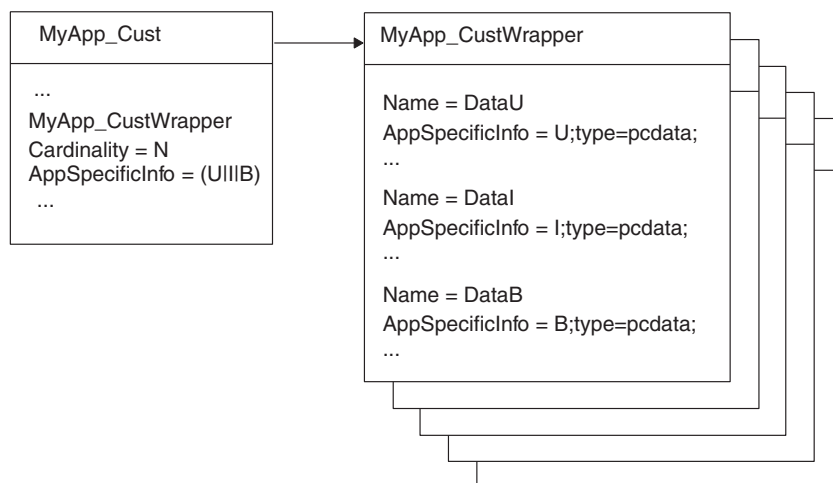 MyApp_Cust
...
MyApp_CustWrapper
Cardinality = N
AppSpecificInfo = (U|I|B)
...
MyApp_CustWrapper
Name = DataU
AppSpecificInfo = U;type=pcdata;
...
Name = DataI
AppSpecificInfo = I;type=pcdata;
...
Name = DataB
AppSpecificInfo = B;type=pcdata;
...